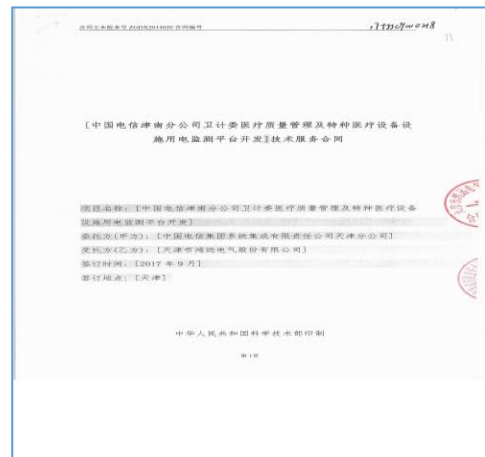 [中国电信津南分公司卫计委医疗质量管理及特种医疗设备设
施用电监测平台开发]技术服务合同
项目名称：[中国电信津南分公司卫计委医疗质量管理及特种医疗设备
设施用电监测平台开发]
委托方(甲方)：[中国电信集团系统集成有限责任公司天津分公司]
受托方(乙方)：[天津市鸿远电气股份有限公司]
签订时间：[2017 年 9 月]
签订地点：[天津]
中华人民共和国科学技术部印制
第 1 页